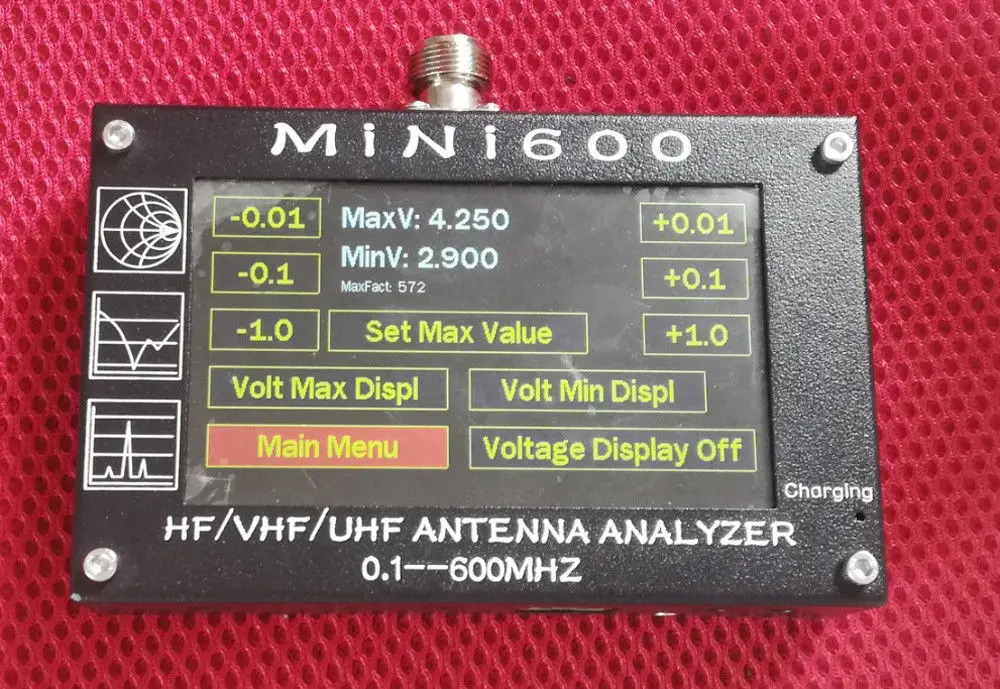 MiNi600
-0.01
MaxV: 4.250
+0.01
-0.1
MinV: 2.900
+0.1
MaxFact: 572
-1.0
Set Max Value
+1.0
Volt Max Displ
Volt Min Displ
Main Menu
Voltage Display Off
Charging
HF/VHF/UHF ANTENNA ANALYZER
0.1--600MHZ